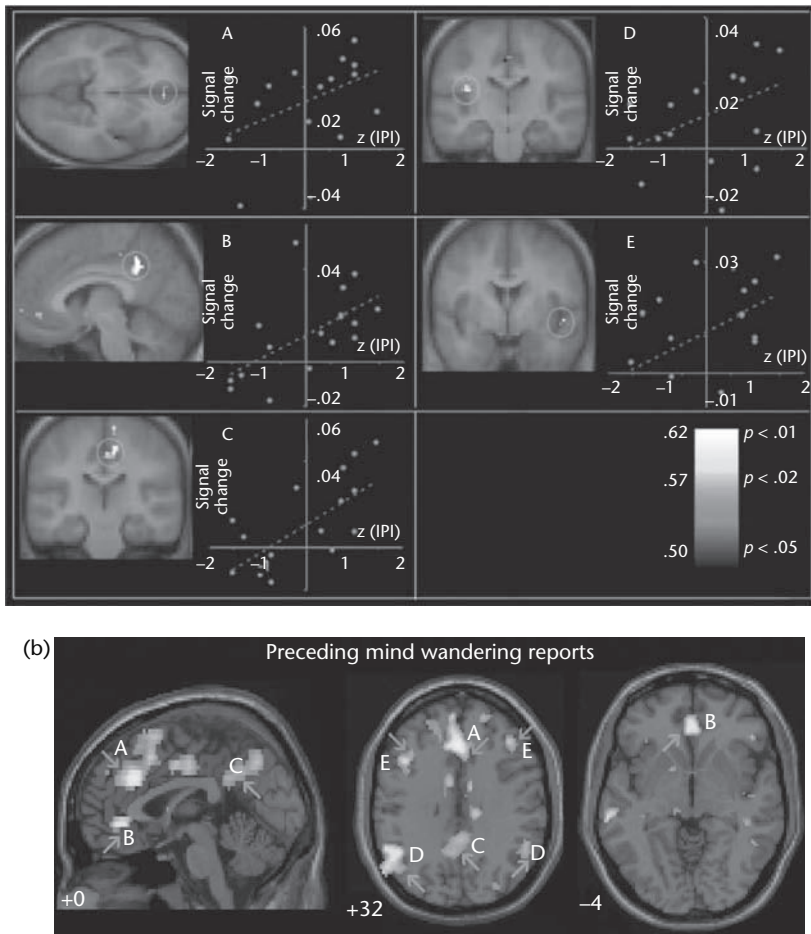 A
.06
Signal change
.02
z (IPI)
–2
–1
1
2
–.04
D
.04
Signal change
.02
z (IPI)
–2
–1
1
2
–.02
B
.04
Signal change
z (IPI)
–2
–1
1
2
–.02
E
.03
Signal change
z (IPI)
–2
–1
1
2
–.01
C
.06
Signal change
.04
z (IPI)
–2
–1
1
2
.62
p < .01
.57
p < .02
.50
p < .05
(b)
Preceding mind wandering reports
A
C
B
+0
A
E
E
D
C
D
+32
B
–4